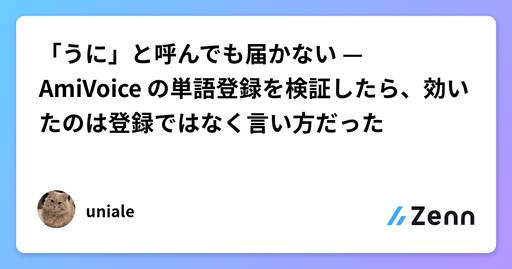 「うに」と呼んでも届かない —
AmiVoice の単語登録を検証したら、効い
たのは登録ではなく言い方だった
uniale
Zenn